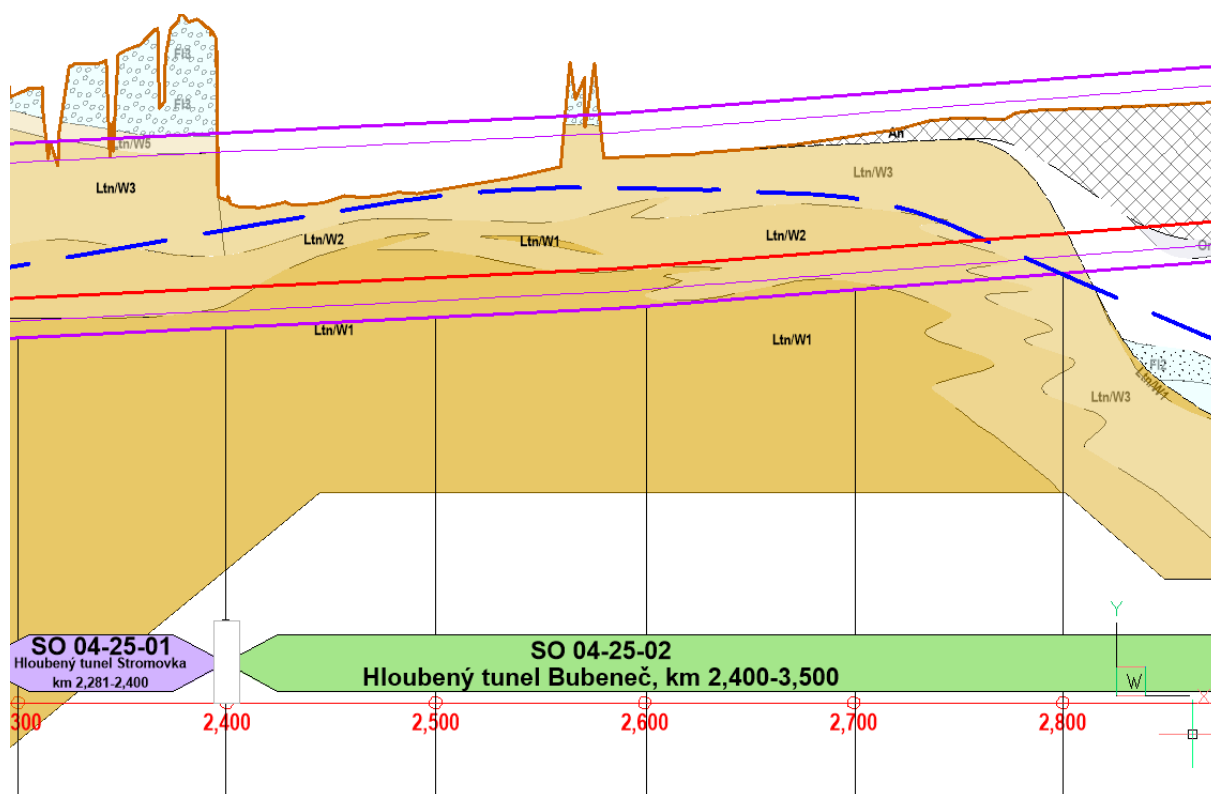 Fl3
Fl3
Ltn/W5
Ltn/W3
An
Ltn/W3
Ltn/W2
Ltn/W1
Ltn/W2
Or
Ltn/W1
Ltn/W1
Fl2
Ltn/W1
Ltn/W3
SO 04-25-01
Hloubený tunel Stromovka
km 2,281-2,400
SO 04-25-02
Hloubený tunel Bubeneč, km 2,400-3,500
Y
W
X
300
2,400
2,500
2,600
2,700
2,800